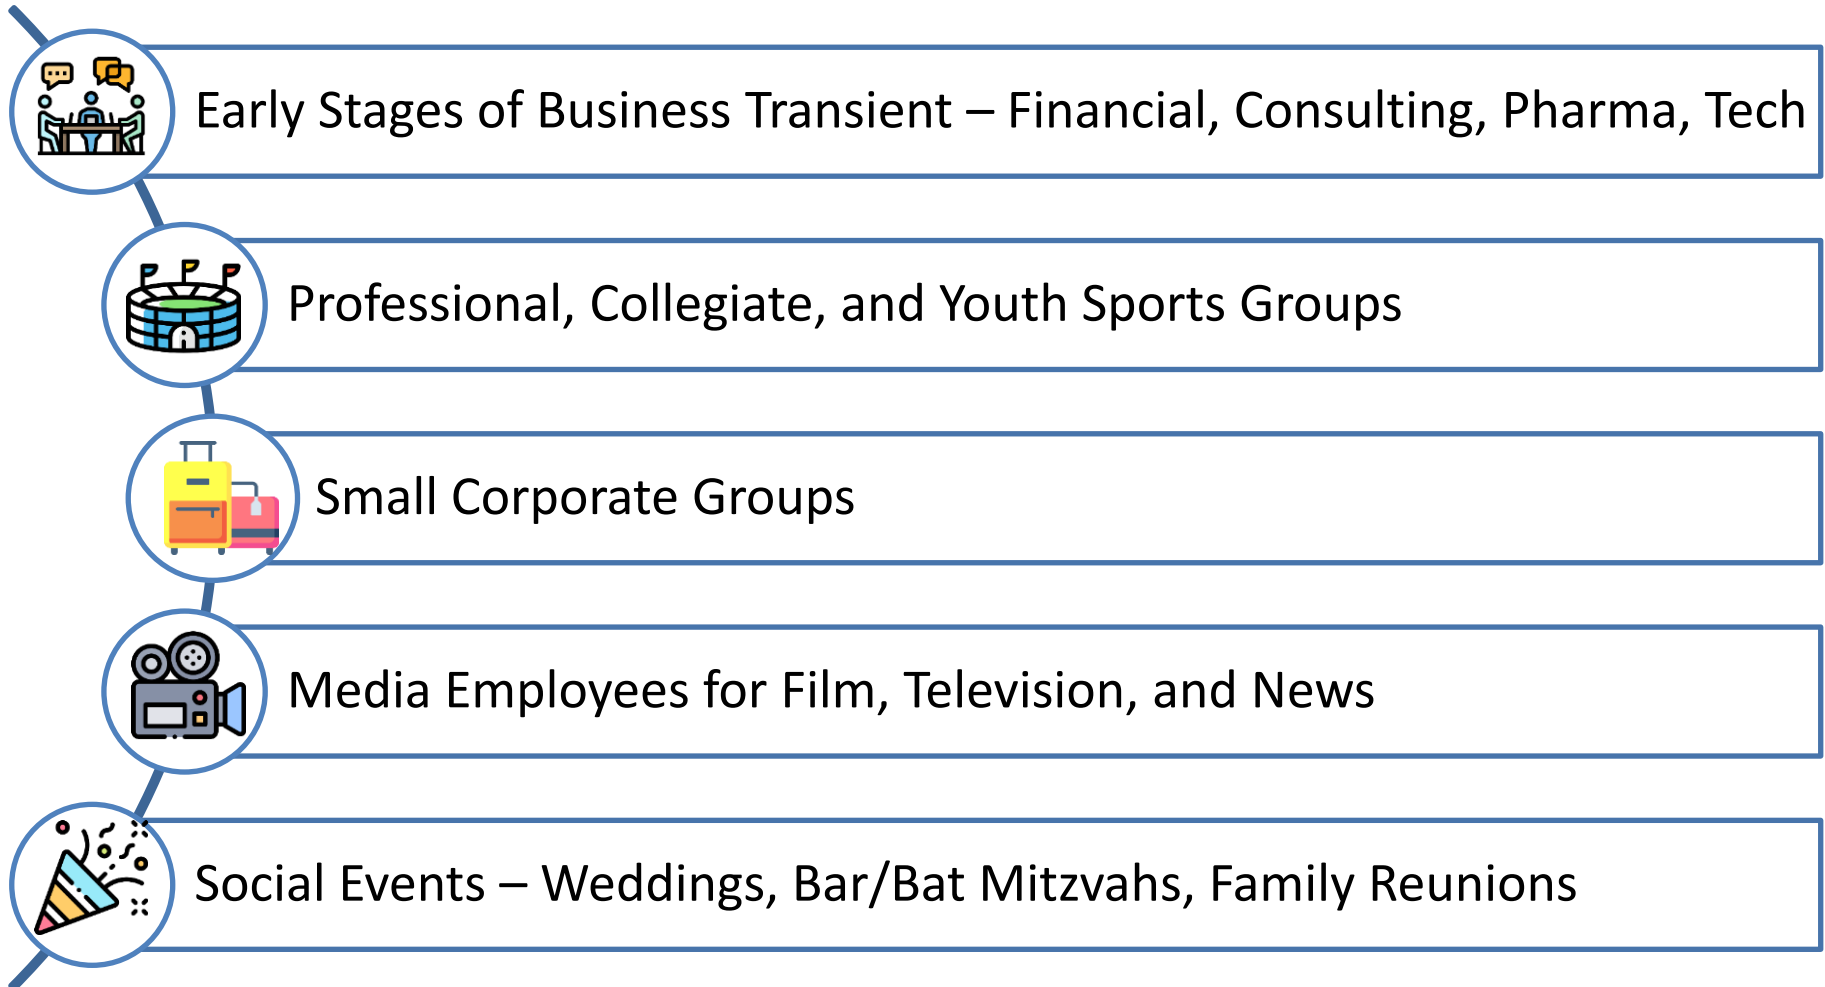 Early Stages of Business Transient – Financial, Consulting, Pharma, Tech
Professional, Collegiate, and Youth Sports Groups
Small Corporate Groups
Media Employees for Film, Television, and News
Social Events – Weddings, Bar/Bat Mitzvahs, Family Reunions